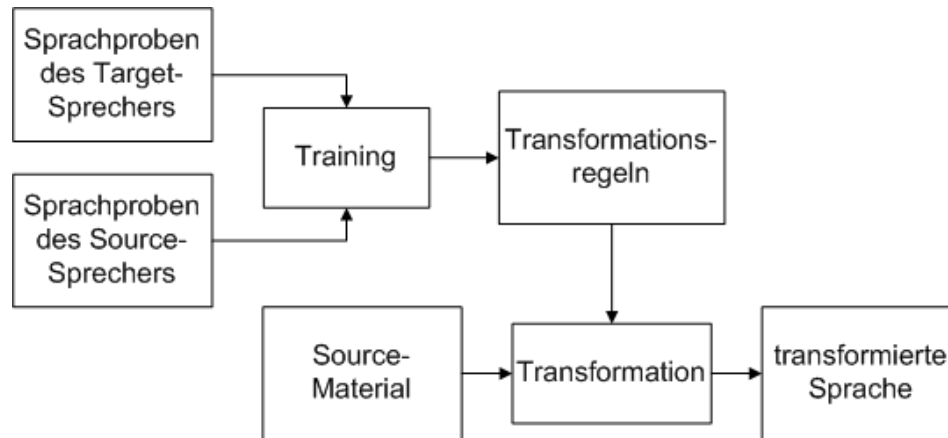 Sprachproben
des Target-
Sprechers
Training
Transformations-
regeln
Sprachproben
des Source-
Sprechers
Source-
Material
Transformation
transformierte
Sprache